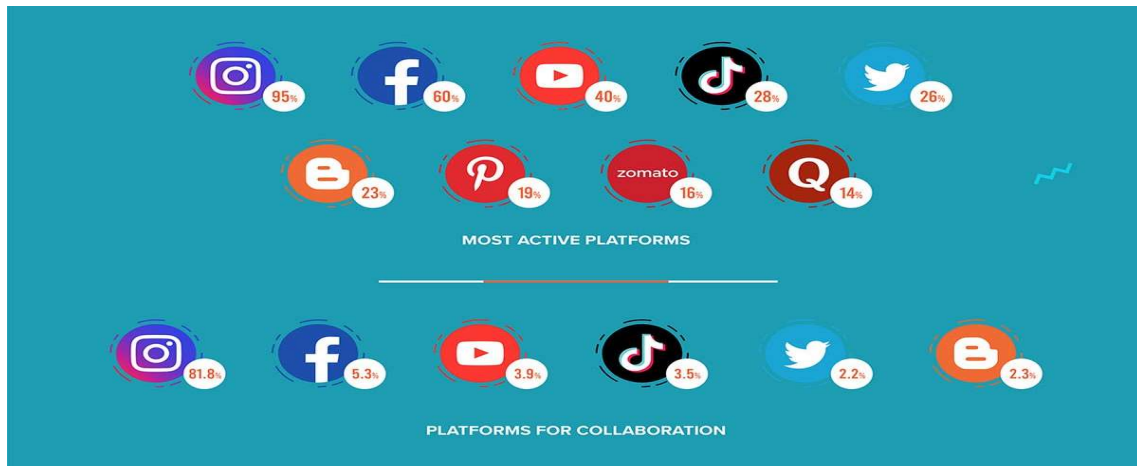 95% 60% 40% 28% 26%
zomato
23% 19% 16% 14%
MOST ACTIVE PLATFORMS
81.8% 5.3% 3.9% 3.5% 2.2% 2.3%
PLATFORMS FOR COLLABORATION